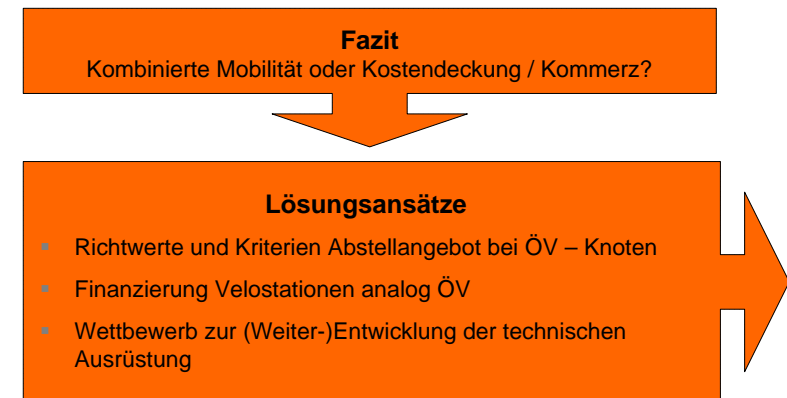 Fazit
Kombinierte Mobilität oder Kostendeckung / Kommerz?
Lösungsansätze
▪ Richtwerte und Kriterien Abstellangebot bei ÖV – Knoten
▪ Finanzierung Velostationen analog ÖV
▪ Wettbewerb zur (Weiter-)Entwicklung der technischen
Ausrüstung